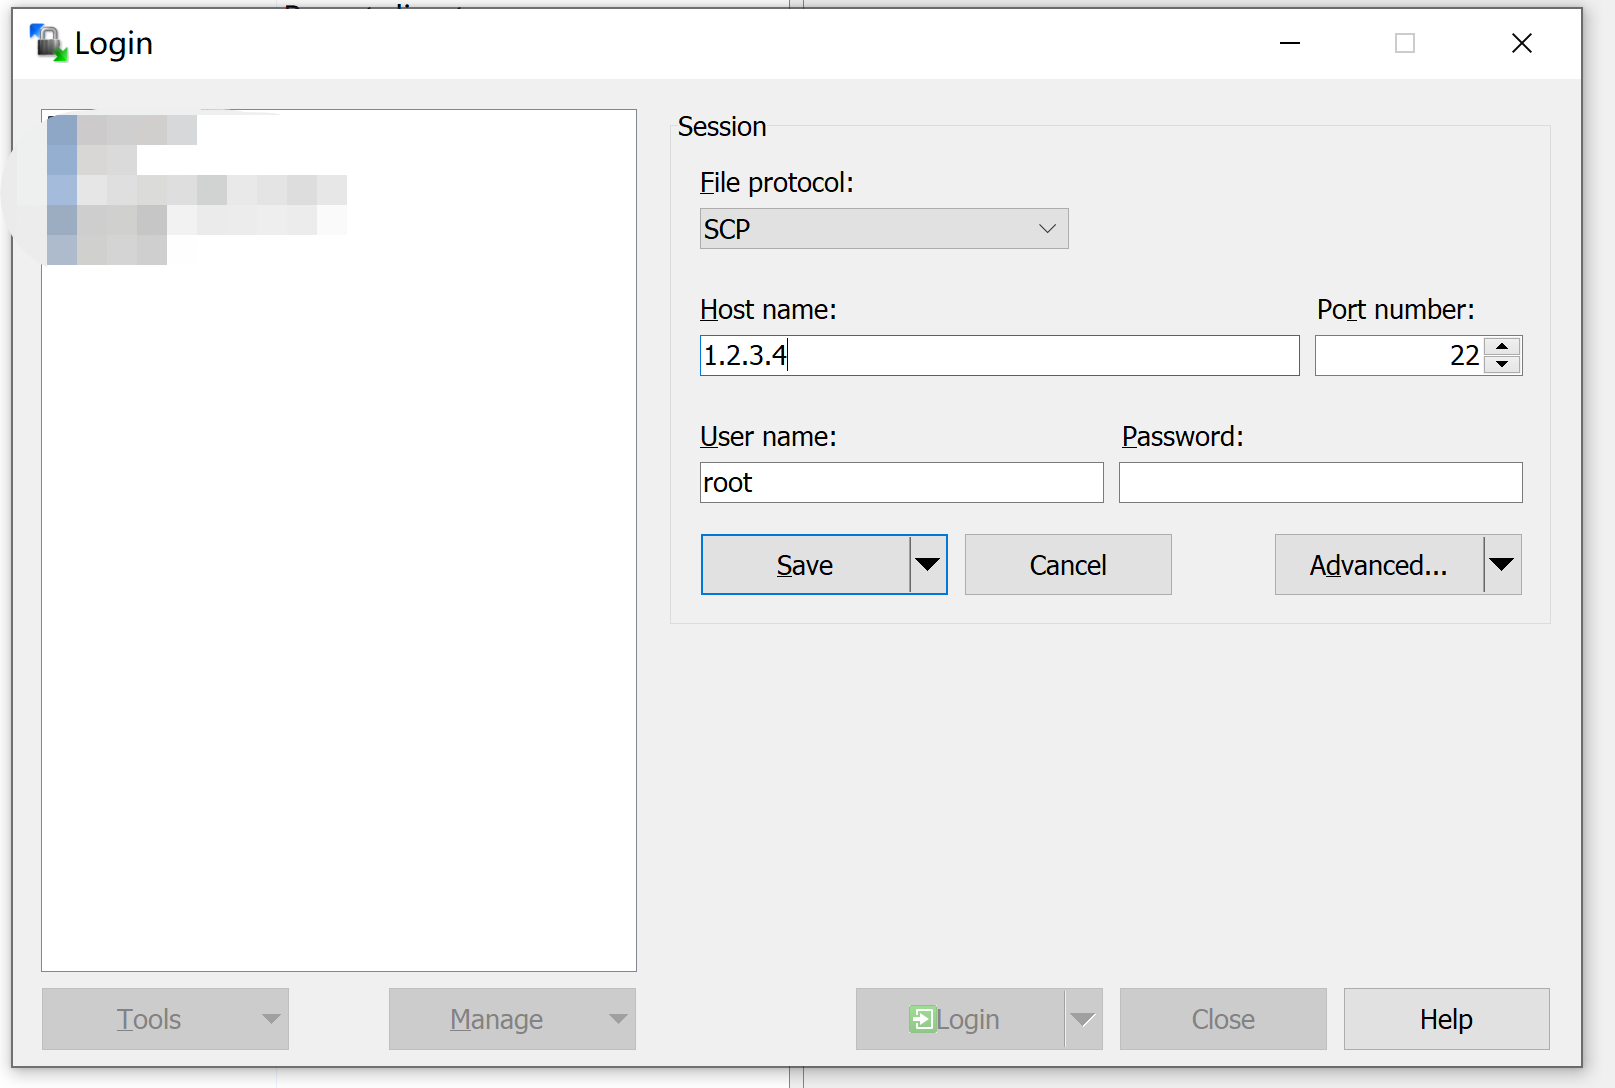 Login
Session
File protocol:
SCP
Host name:
Port number:
1.2.3.4
22
User name:
Password:
root
Save
Cancel
Advanced...
Tools
Manage
Login
Close
Help